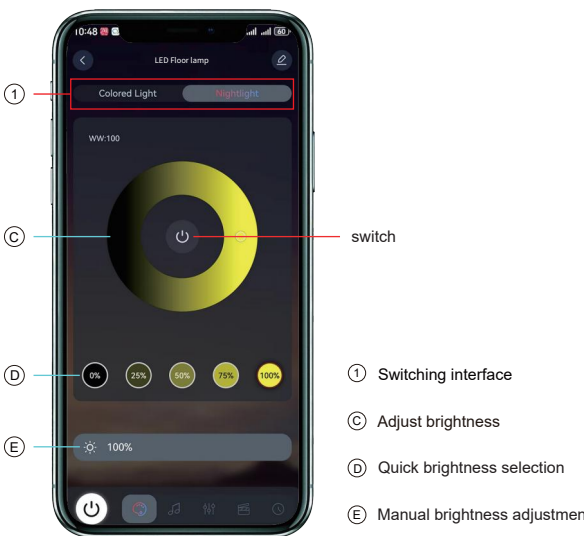 10:48 60
LED Floor lamp
① Colored Light Nightlight
WW:100
Ⓒ switch
Ⓓ 0% 25% 50% 75% 100%
Ⓔ 100%
① Switching interface
Ⓒ Adjust brightness
Ⓓ Quick brightness selection
Ⓔ Manual brightness adjustmen